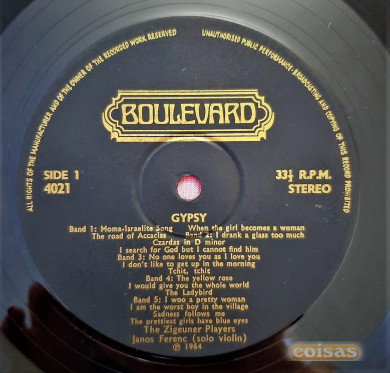 ALL RIGHTS OF THE MANUFACTURER AND OF THE OWNER OF THE RECORDED WORK RESERVED
UNAUTHORISED PUBLIC PERFORMANCE, BROADCASTING AND COPYING OF THIS RECORD PROHIBITED
BOULEVARD
SIDE 1
4021
33⅓ R.P.M.
STEREO
GYPSY
Band 1: Moma-Israelite Song When the girl becomes a woman
The road of Accacias Band 2: I drank a glass too much
Czardas in D minor
I search for God but I cannot find him
Band 3: No one loves you as I love you
I don't like to get up in the morning
Tchit, tchit
Band 4: The yellow rose
I would give you the whole world
The Ladybird
Band 5: I woo a pretty woman
I am the worst boy in the village
Sadness follows me
The prettiest girls have blue eyes
The Zigeuner Players
Janos Ferenc (solo violin)
℗ 1964
coisas